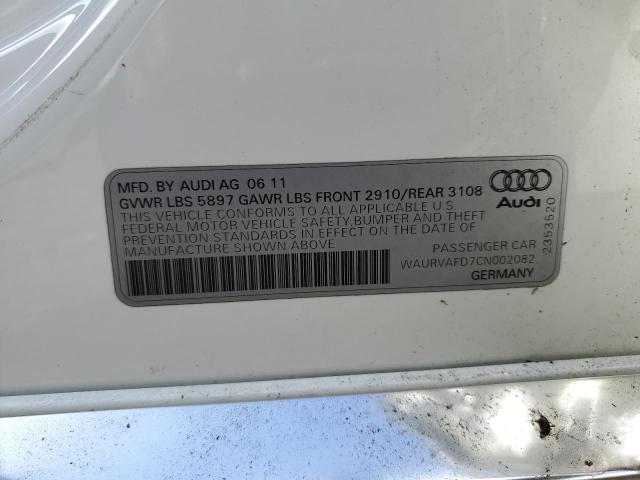 MFD. BY AUDI AG 06 11
GVWR LBS 5897 GAWR LBS FRONT 2910/REAR 3108
THIS VEHICLE CONFORMS TO ALL APPLICABLE U.S
FEDERAL MOTOR VEHICLE SAFETY,BUMPER AND THEFT
PREVENTION STANDARDS IN EFFECT ON THE DATE OF
MANUFACTURE SHOWN ABOVE
PASSENGER CAR
WAURVAFD7CN002082
GERMANY
Audi
2353520